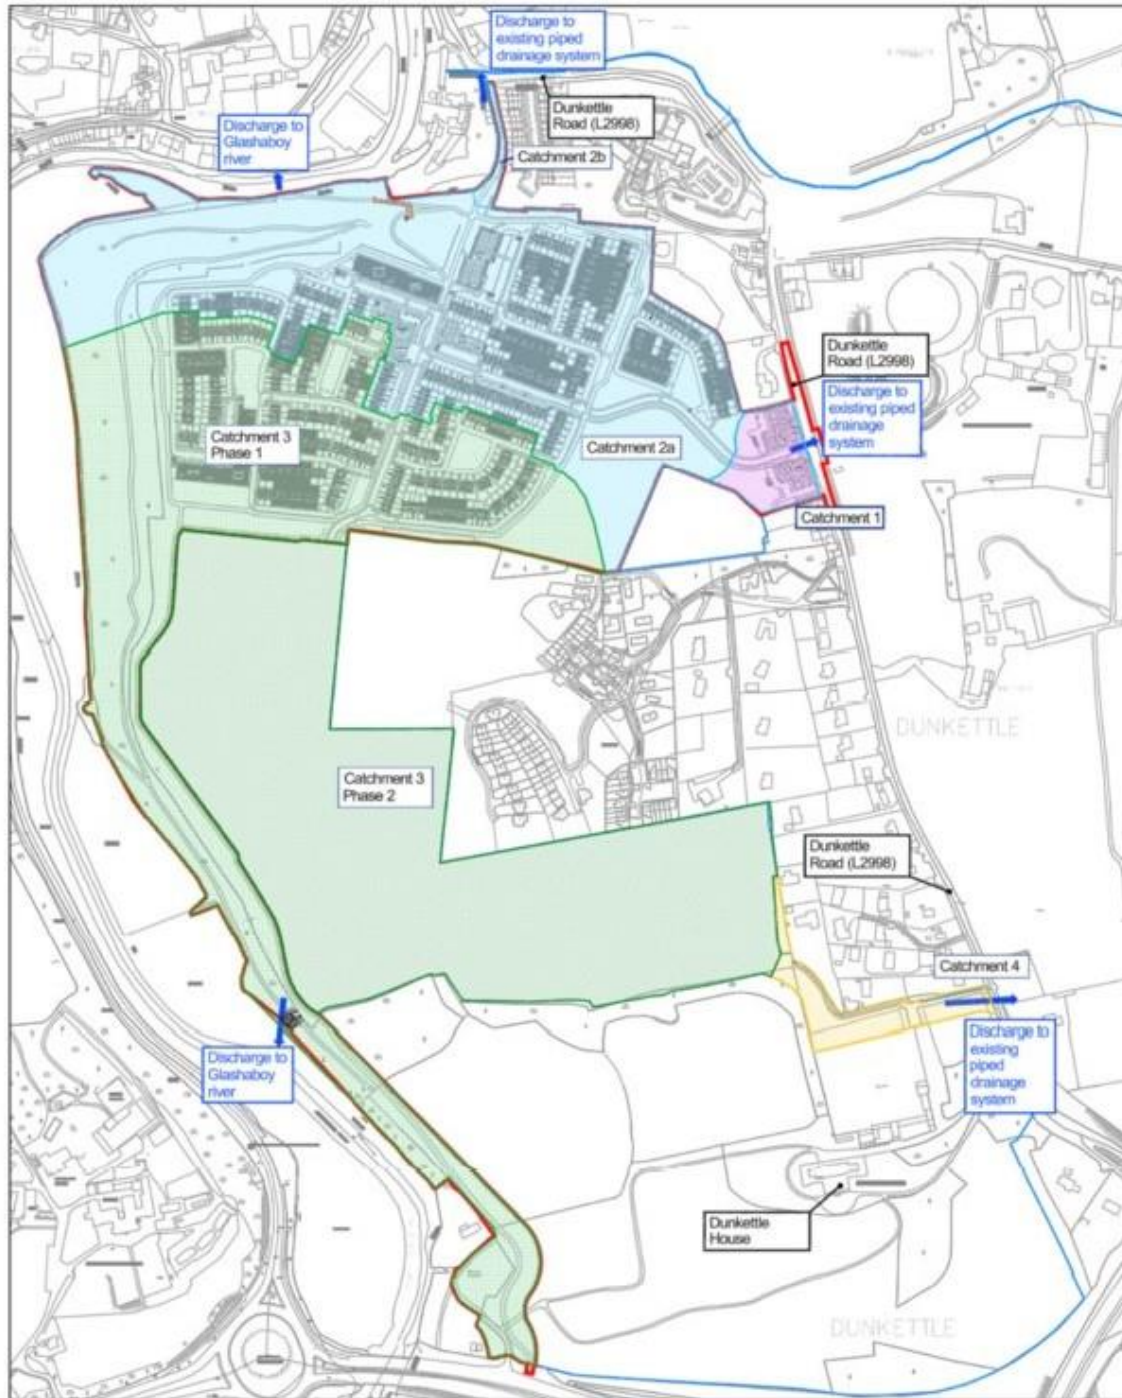 Discharge to
existing piped
drainage system
Dunkettle
Road (L2998)
Discharge to
Glashaboy
river
Catchment 2b
Dunkettle
Road (L2998)
Discharge to
existing piped
drainage
system
Catchment 3
Phase 1
Catchment 2a
Catchment 1
DUNKETTLE
Catchment 3
Phase 2
Dunkettle
Road (L2998)
Catchment 4
Discharge to
Glashaboy
river
Discharge to
existing
piped
drainage
system
Dunkettle
House
DUNKETTLE